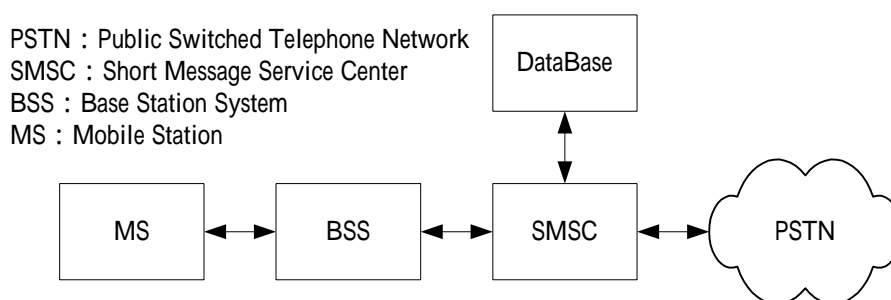 PSTN : Public Switched Telephone Network
SMSC : Short Message Service Center
BSS : Base Station System
MS : Mobile Station
DataBase
MS
BSS
SMSC
PSTN